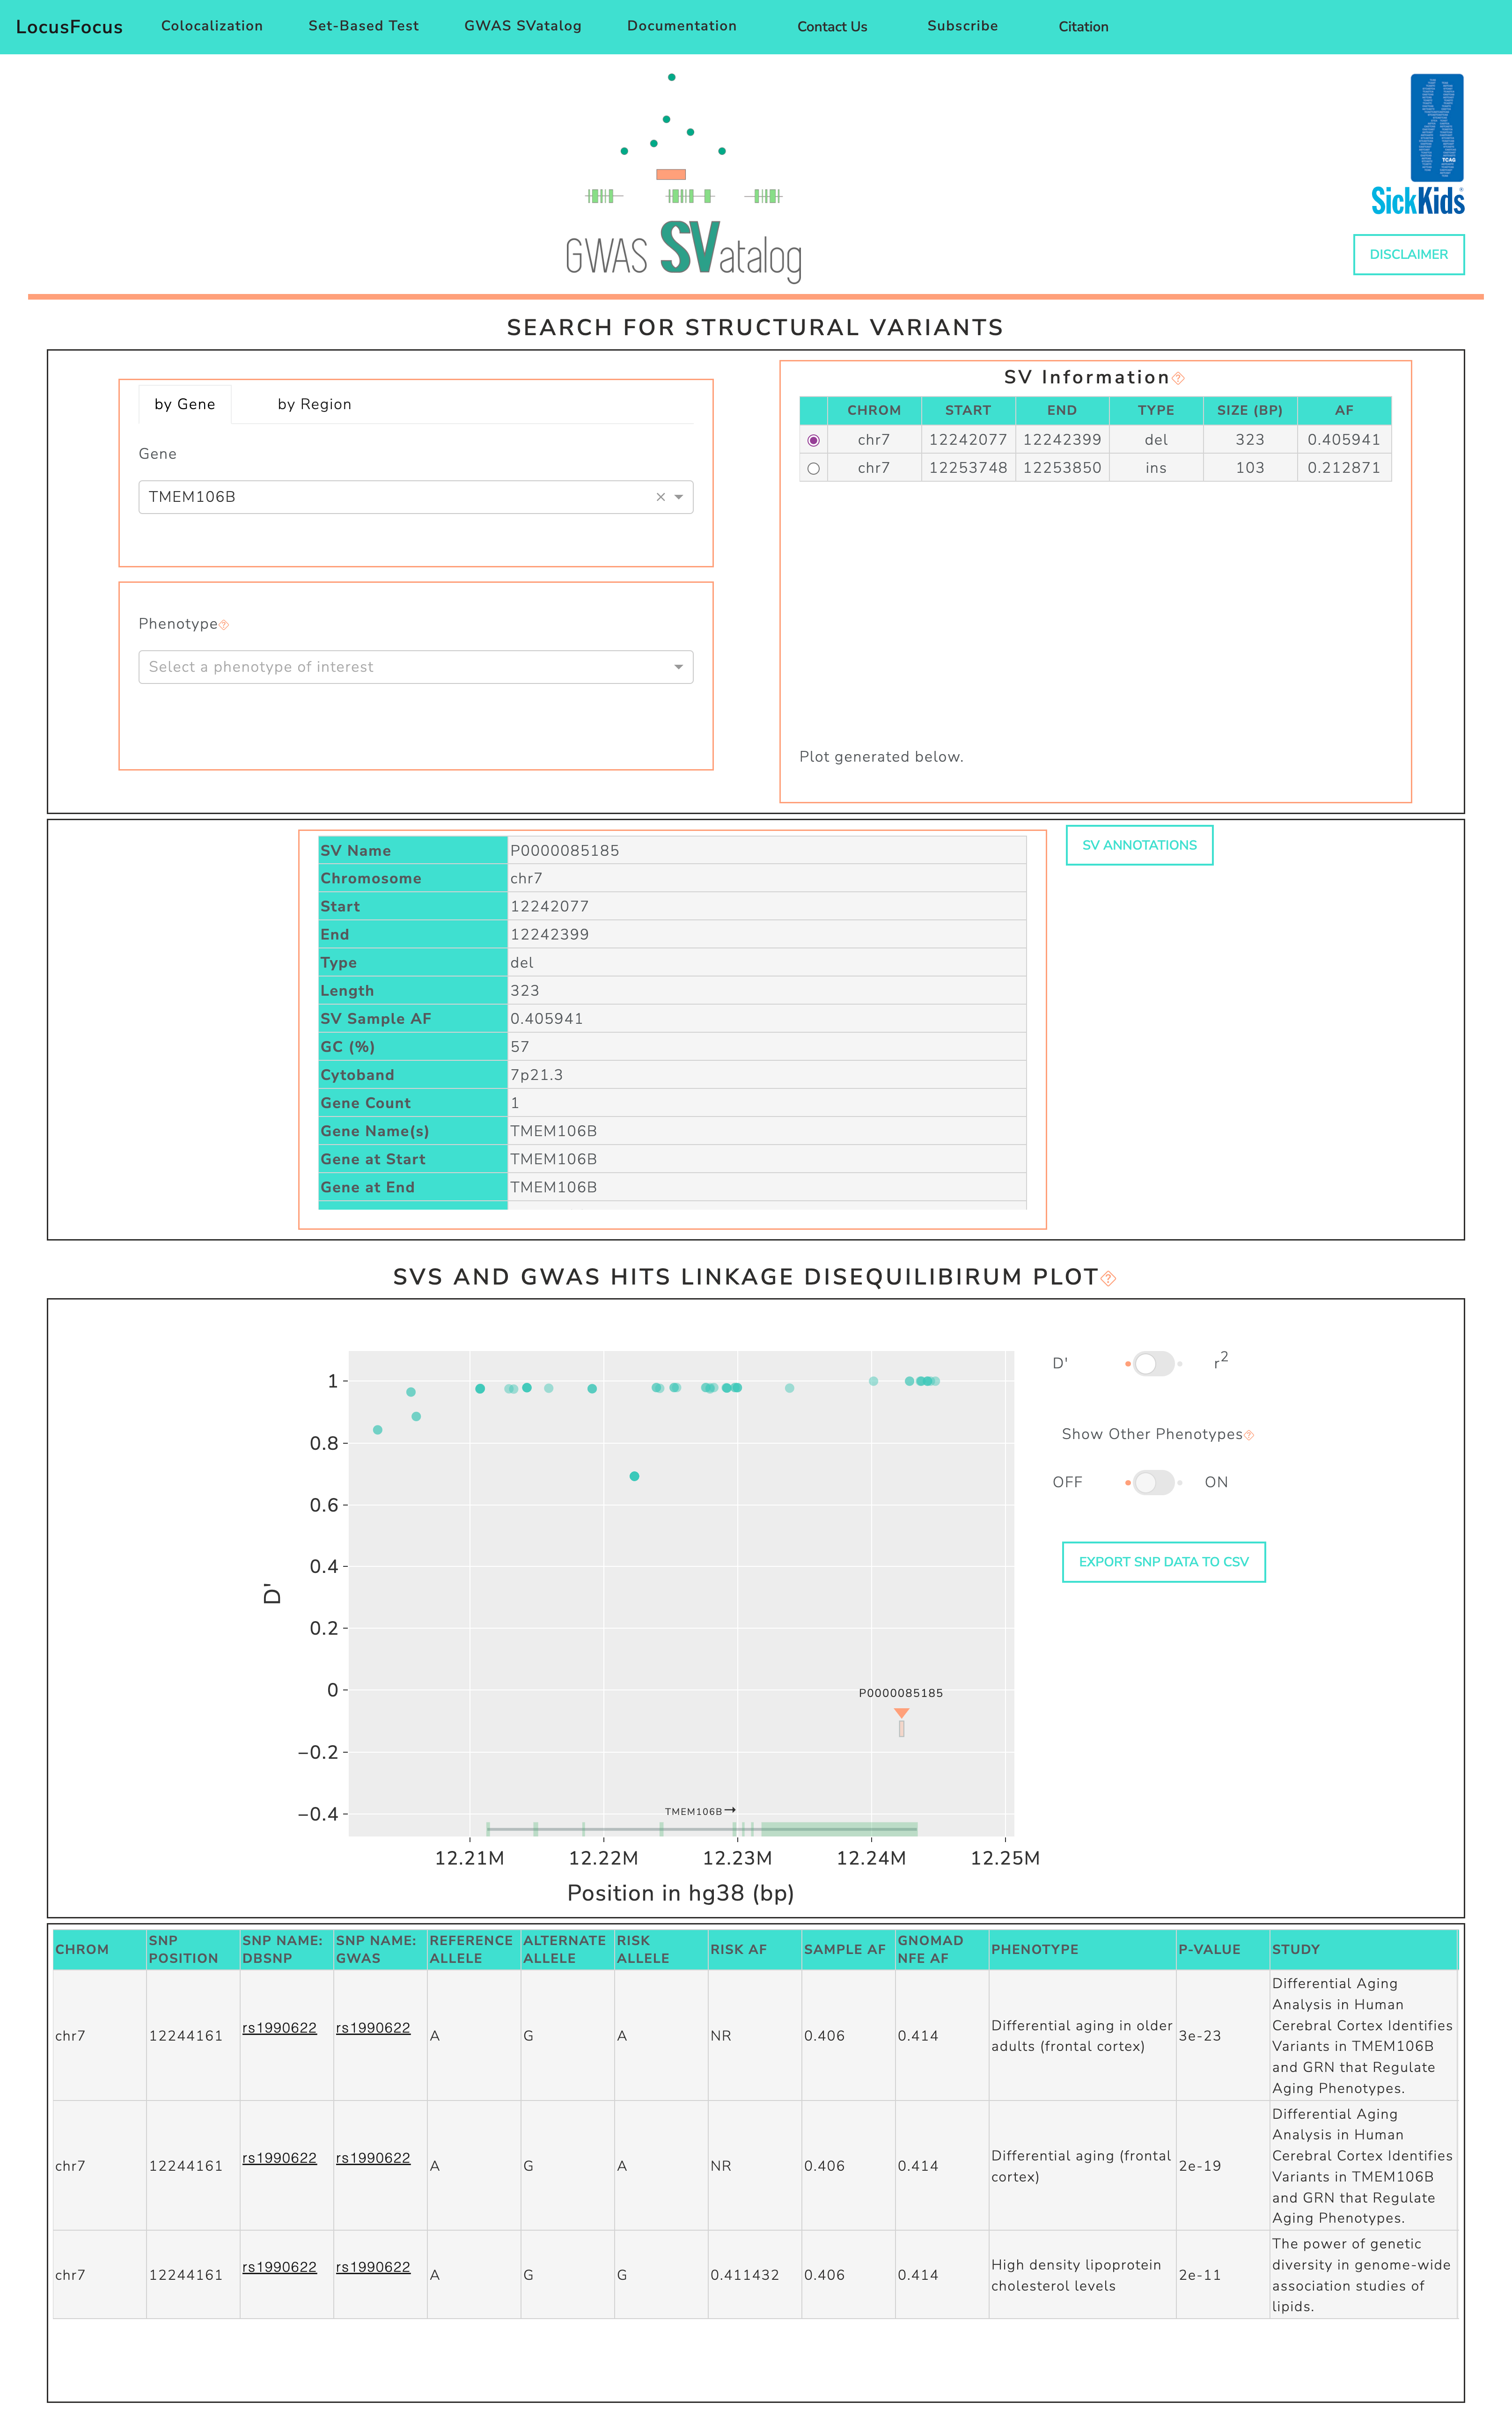 LocusFocus Colocalization Set-Based Test GWAS SVatalog Documentation Contact Us Subscribe Citation
TCAG
SickKids
GWAS SVatalog
DISCLAIMER
SEARCH FOR STRUCTURAL VARIANTS
by Gene by Region
Gene
TMEM106B
Phenotype
Select a phenotype of interest
SV Information
CHROM START END TYPE SIZE (BP) AF
chr7 12242077 12242399 del 323 0.405941
chr7 12253748 12253850 ins 103 0.212871
Plot generated below.
SV Name P0000085185
Chromosome chr7
Start 12242077
End 12242399
Type del
Length 323
SV Sample AF 0.405941
GC (%) 57
Cytoband 7p21.3
Gene Count 1
Gene Name(s) TMEM106B
Gene at Start TMEM106B
Gene at End TMEM106B
SV ANNOTATIONS
SVS AND GWAS HITS LINKAGE DISEQUILIBIRUM PLOT
1
0.8
0.6
0.4
0.2
0
−0.2
−0.4
D'
P0000085185
TMEM106B
12.21M 12.22M 12.23M 12.24M 12.25M
Position in hg38 (bp)
D' r2
Show Other Phenotypes
OFF ON
EXPORT SNP DATA TO CSV
CHROM SNP POSITION SNP NAME: DBSNP SNP NAME: GWAS REFERENCE ALLELE ALTERNATE ALLELE RISK ALLELE RISK AF SAMPLE AF GNOMAD NFE AF PHENOTYPE P-VALUE STUDY
chr7 12244161 rs1990622 rs1990622 A G A NR 0.406 0.414 Differential aging in older adults (frontal cortex) 3e-23 Differential Aging Analysis in Human Cerebral Cortex Identifies Variants in TMEM106B and GRN that Regulate Aging Phenotypes.
chr7 12244161 rs1990622 rs1990622 A G A NR 0.406 0.414 Differential aging (frontal cortex) 2e-19 Differential Aging Analysis in Human Cerebral Cortex Identifies Variants in TMEM106B and GRN that Regulate Aging Phenotypes.
chr7 12244161 rs1990622 rs1990622 A G G 0.411432 0.406 0.414 High density lipoprotein cholesterol levels 2e-11 The power of genetic diversity in genome-wide association studies of lipids.